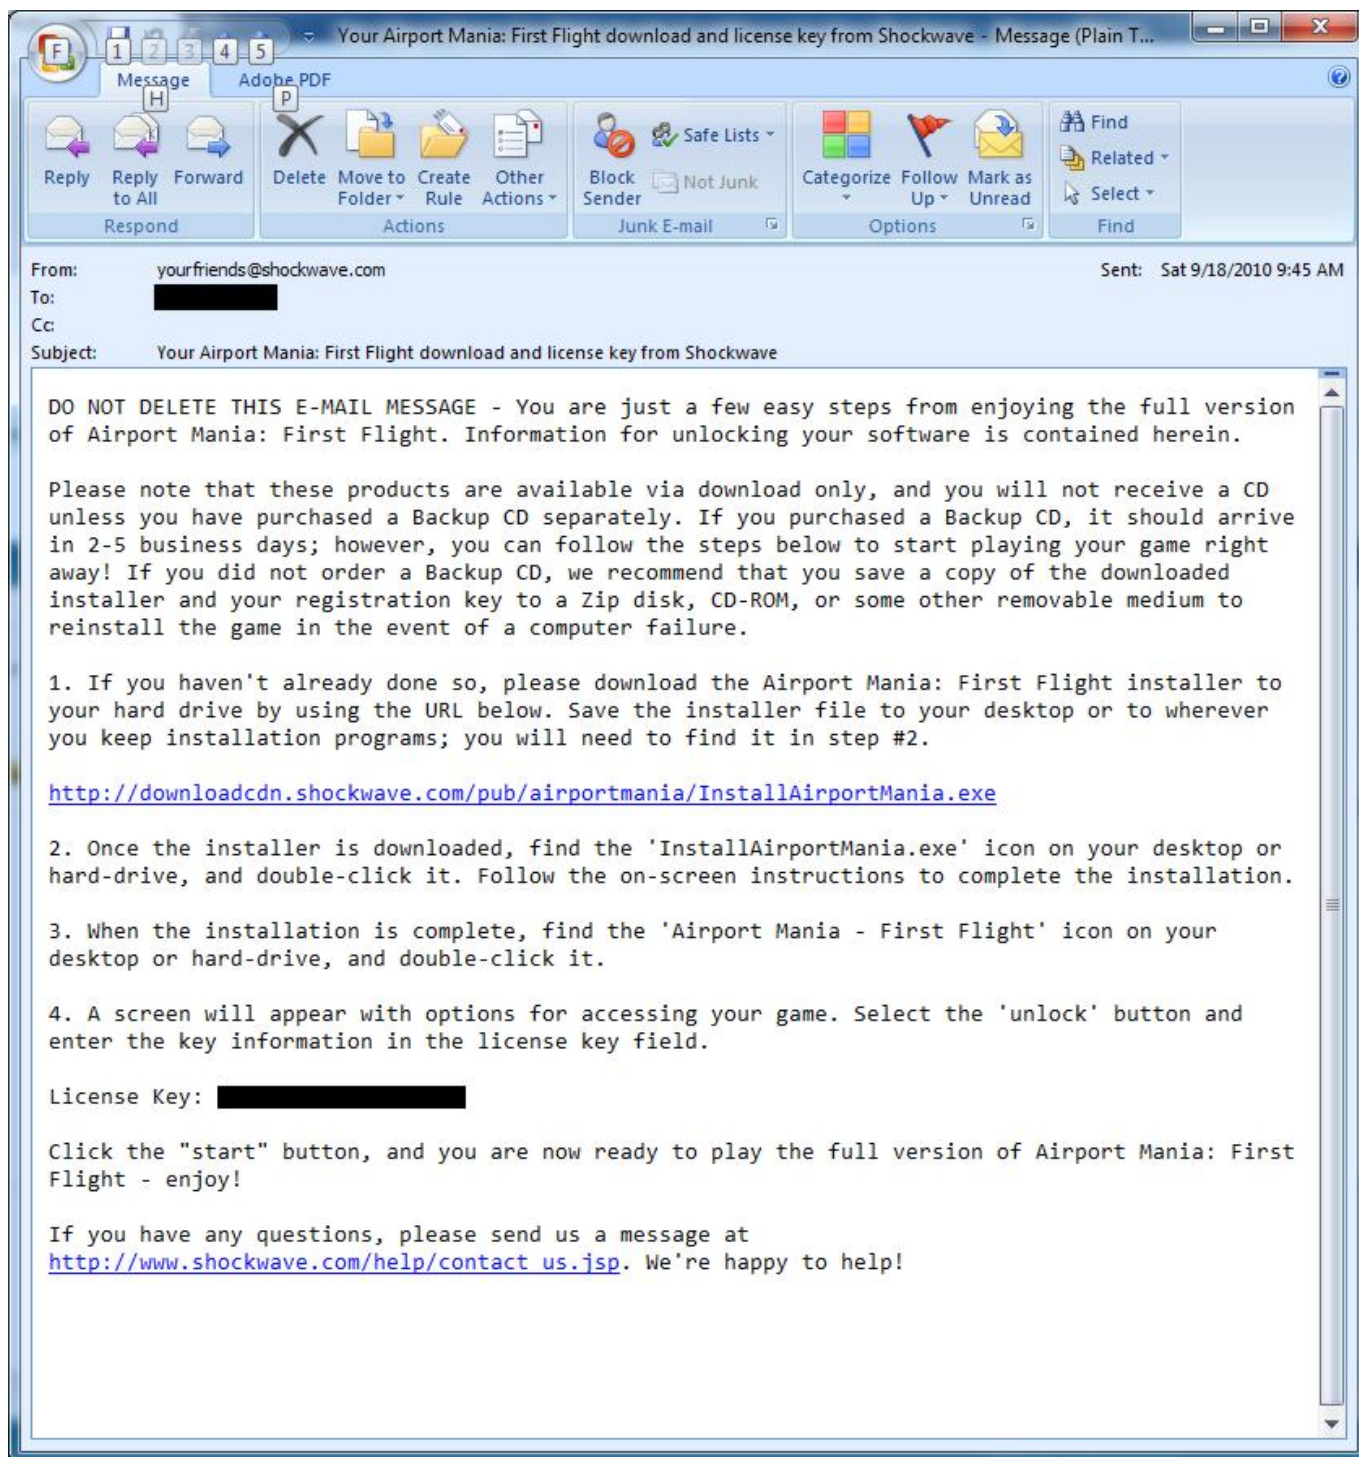 F 1 2 3 4 5 Your Airport Mania: First Flight download and license key from Shockwave - Message (Plain T...
Message Adobe PDF
H P
Reply Reply to All Forward
Respond
Delete Move to Folder Create Rule Other Actions
Actions
Block Sender Safe Lists Not Junk
Junk E-mail
Categorize Follow Up Mark as Unread
Options
Find
Related
Select
Find
From: yourfriends@shockwave.com Sent: Sat 9/18/2010 9:45 AM
To:
Cc:
Subject: Your Airport Mania: First Flight download and license key from Shockwave
DO NOT DELETE THIS E-MAIL MESSAGE - You are just a few easy steps from enjoying the full version
of Airport Mania: First Flight. Information for unlocking your software is contained herein.
Please note that these products are available via download only, and you will not receive a CD
unless you have purchased a Backup CD separately. If you purchased a Backup CD, it should arrive
in 2-5 business days; however, you can follow the steps below to start playing your game right
away! If you did not order a Backup CD, we recommend that you save a copy of the downloaded
installer and your registration key to a Zip disk, CD-ROM, or some other removable medium to
reinstall the game in the event of a computer failure.
1. If you haven't already done so, please download the Airport Mania: First Flight installer to
your hard drive by using the URL below. Save the installer file to your desktop or to wherever
you keep installation programs; you will need to find it in step #2.
http://downloadcdn.shockwave.com/pub/airportmania/InstallAirportMania.exe
2. Once the installer is downloaded, find the 'InstallAirportMania.exe' icon on your desktop or
hard-drive, and double-click it. Follow the on-screen instructions to complete the installation.
3. When the installation is complete, find the 'Airport Mania - First Flight' icon on your
desktop or hard-drive, and double-click it.
4. A screen will appear with options for accessing your game. Select the 'unlock' button and
enter the key information in the license key field.
License Key:
Click the "start" button, and you are now ready to play the full version of Airport Mania: First
Flight - enjoy!
If you have any questions, please send us a message at
http://www.shockwave.com/help/contact_us.jsp. We're happy to help!